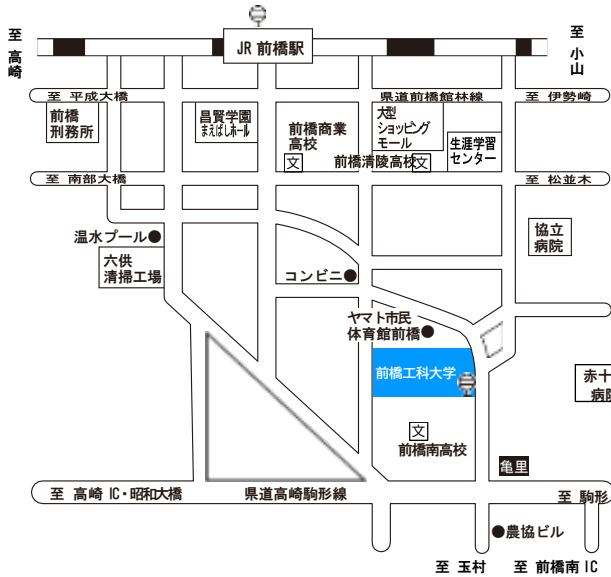 至 高崎
JR 前橋駅
至 小山
至 平成大橋
県道前橋館林線
至 伊勢崎
前橋
刑務所
昌賢学園
まえばしホール
前橋商業
高校
文
大型
ショッピング
モール
前橋清陵高校
文
生涯学習
センター
至 南部大橋
至 松並木
温水プール
六供
清掃工場
コンビニ
協立
病院
ヤマト市民
体育館前橋
前橋工科大学
赤十
病院
文
前橋南高校
亀里
至 高崎 IC・昭和大橋
県道高崎駒形線
至 駒形
農協ビル
至 玉村
至 前橋南 IC